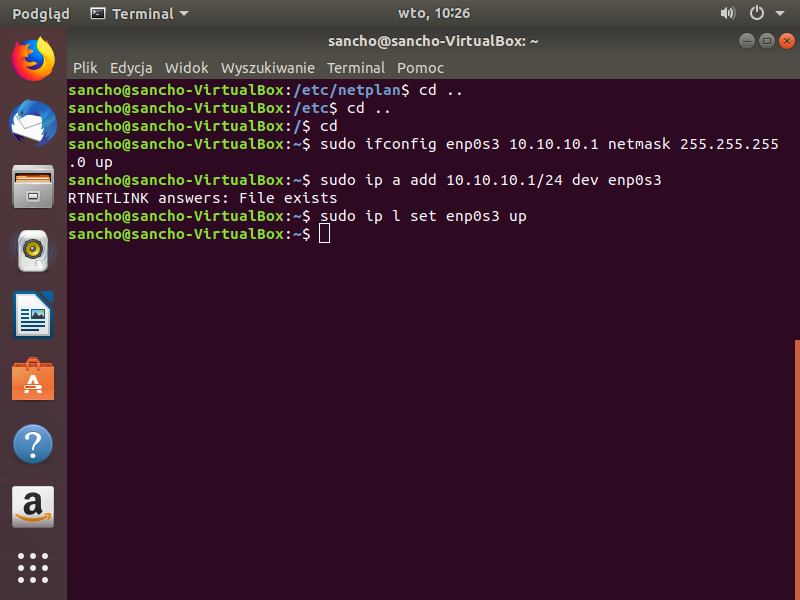 Podgląd Terminal wto, 10:26
sancho@sancho-VirtualBox: ~
Plik Edycja Widok Wyszukiwanie Terminal Pomoc
sancho@sancho-VirtualBox:/etc/netplan$ cd ..
sancho@sancho-VirtualBox:/etc$ cd ..
sancho@sancho-VirtualBox:/$ cd
sancho@sancho-VirtualBox:~$ sudo ifconfig enp0s3 10.10.10.1 netmask 255.255.255
.0 up
sancho@sancho-VirtualBox:~$ sudo ip a add 10.10.10.1/24 dev enp0s3
RTNETLINK answers: File exists
sancho@sancho-VirtualBox:~$ sudo ip l set enp0s3 up
sancho@sancho-VirtualBox:~$